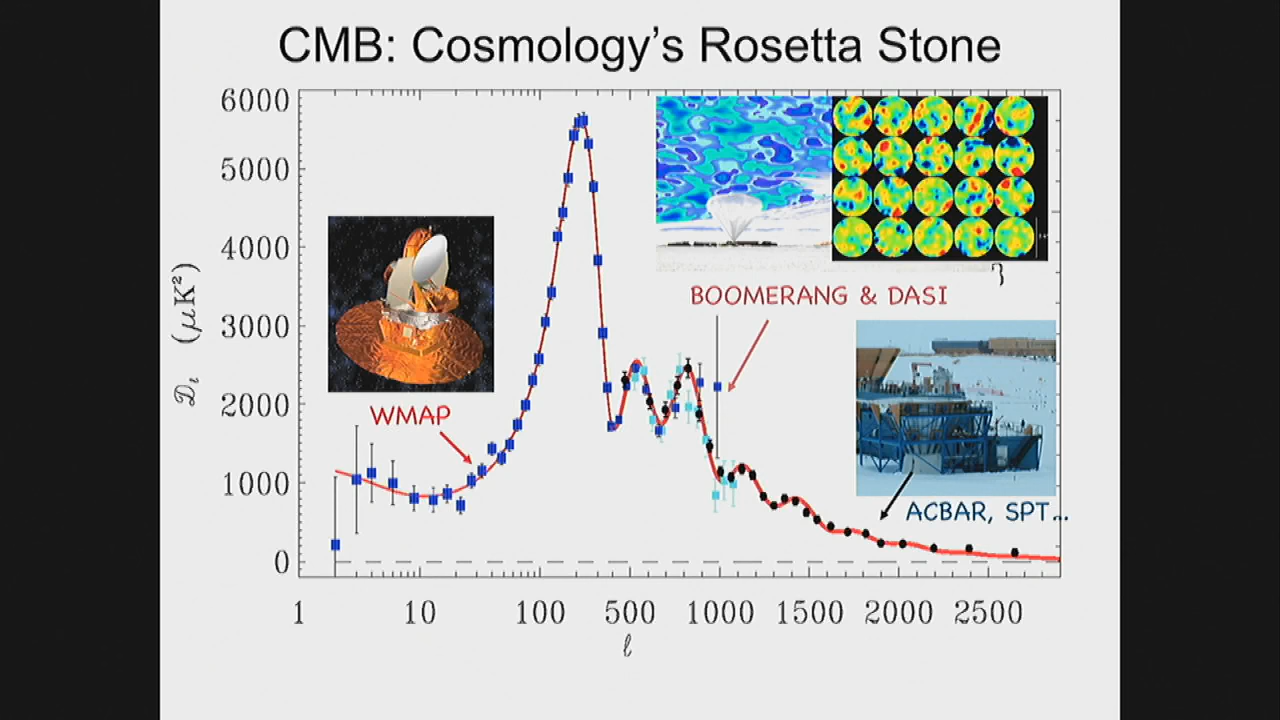 CMB: Cosmology's Rosetta Stone
6000
5000
4000
3000
2000
1000
0
𝒟ℓ (μK²)
WMAP
BOOMERANG & DASI
ACBAR, SPT...
1 10 100 500 1000 1500 2000 2500
ℓ